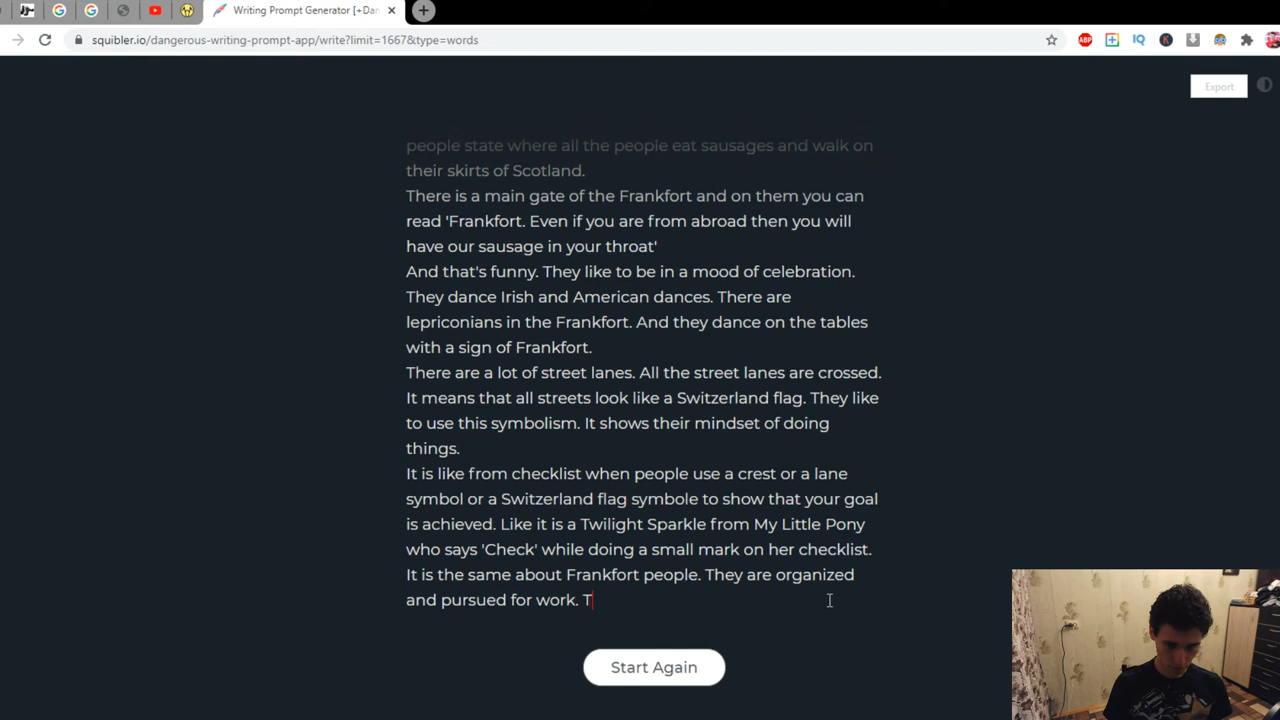 Writing Prompt Generator [+Dan
squibler.io/dangerous-writing-prompt-app/write?limit=1667&type=words
ABP
IQ
K
Export
people state where all the people eat sausages and walk on
their skirts of Scotland.
There is a main gate of the Frankfort and on them you can
read 'Frankfort. Even if you are from abroad then you will
have our sausage in your throat'
And that's funny. They like to be in a mood of celebration.
They dance Irish and American dances. There are
lepriconians in the Frankfort. And they dance on the tables
with a sign of Frankfort.
There are a lot of street lanes. All the street lanes are crossed.
It means that all streets look like a Switzerland flag. They like
to use this symbolism. It shows their mindset of doing
things.
It is like from checklist when people use a crest or a lane
symbol or a Switzerland flag symbole to show that your goal
is achieved. Like it is a Twilight Sparkle from My Little Pony
who says 'Check' while doing a small mark on her checklist.
It is the same about Frankfort people. They are organized
and pursued for work. T
Start Again